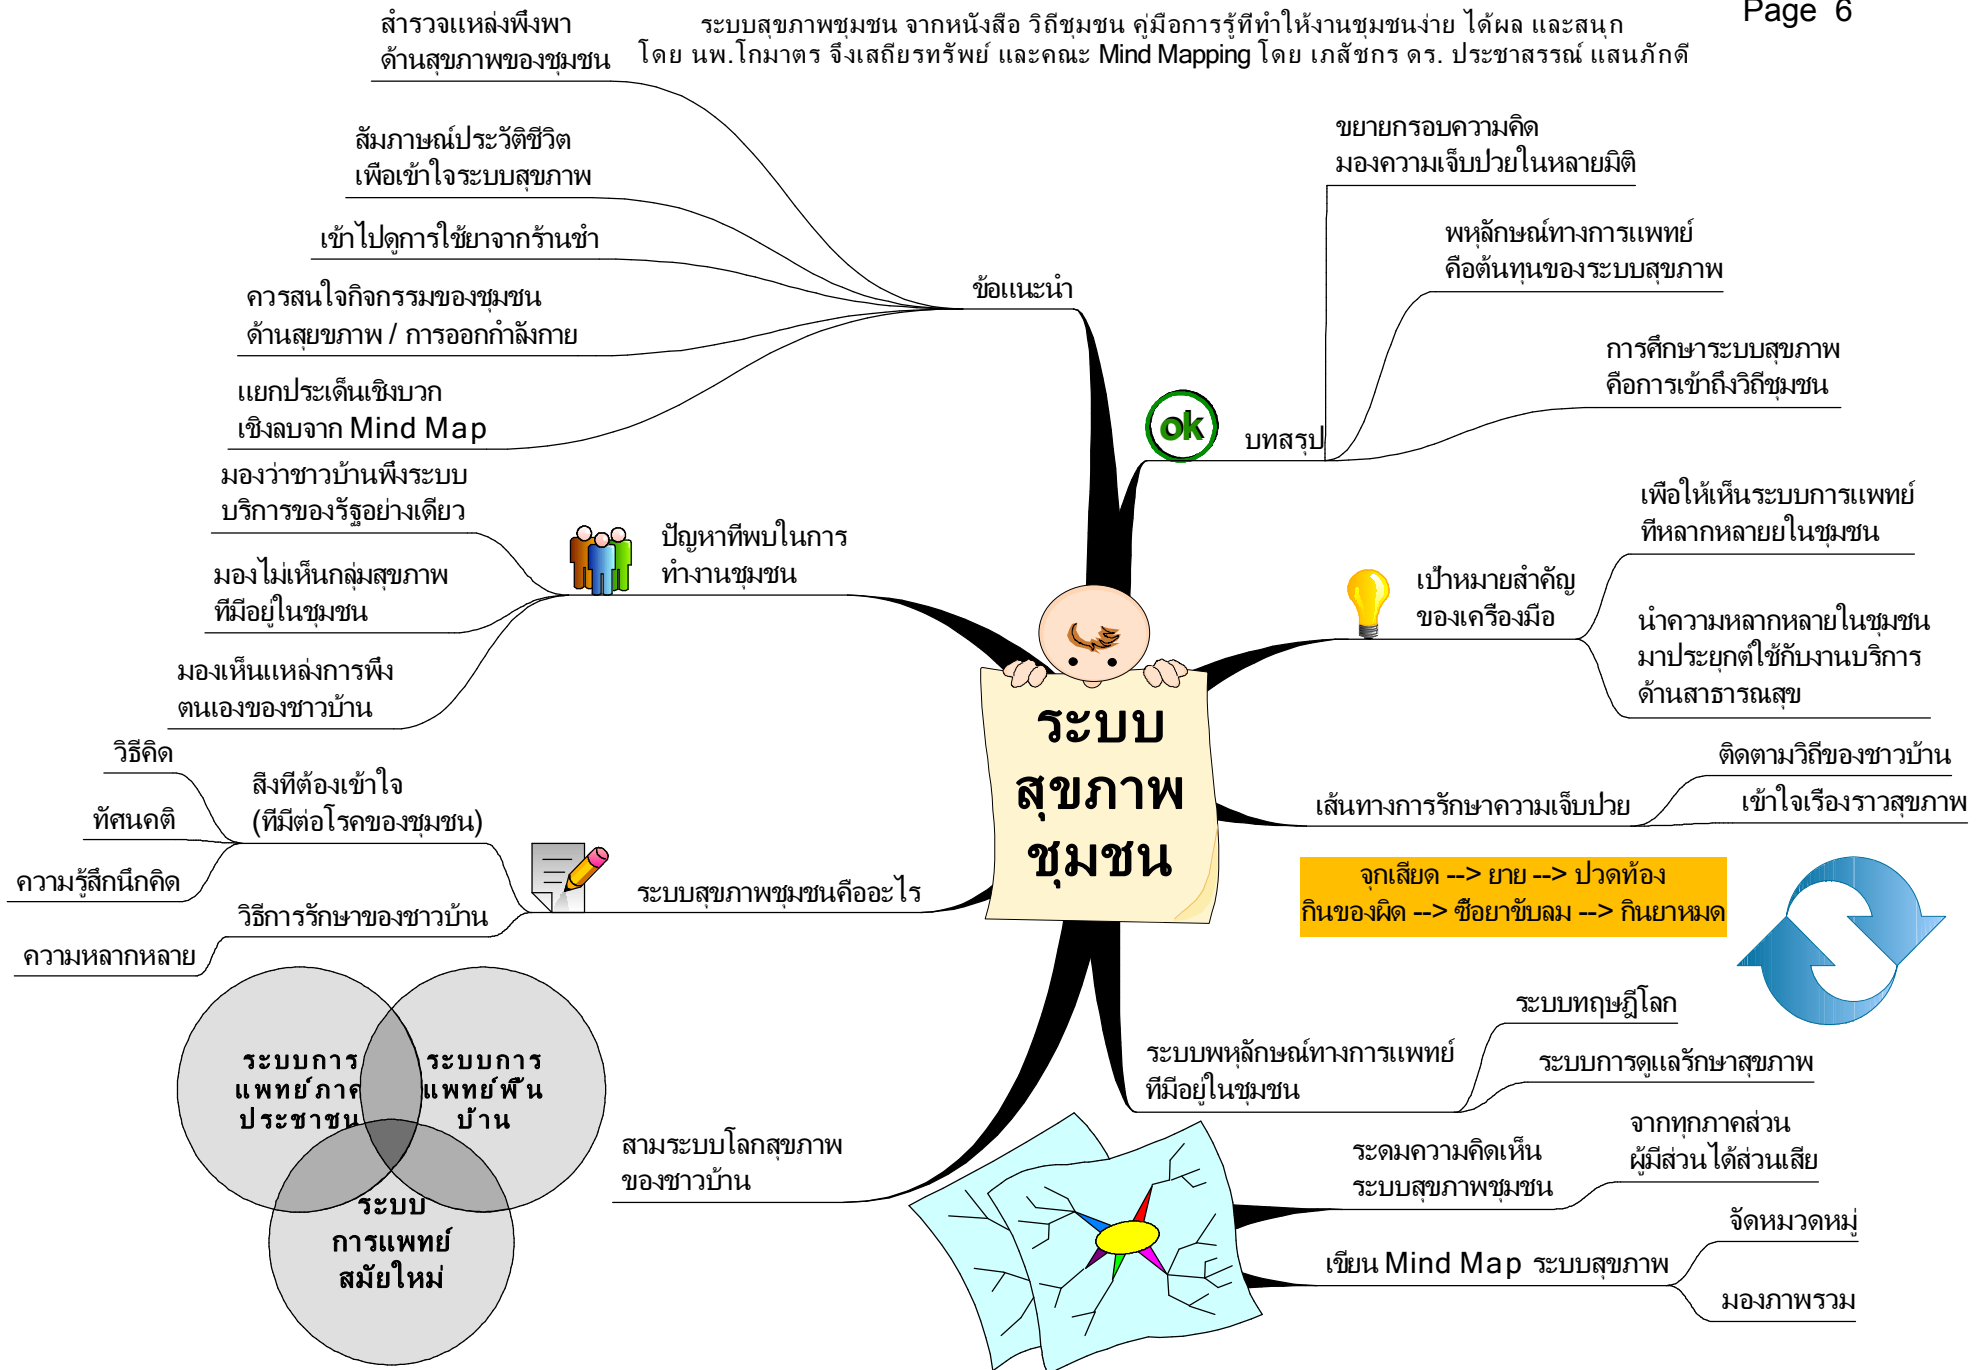 Page 6
ระบบสุขภาพชุมชน จากหนังสือ วิถีชุมชน คู่มือการรู้ที่ทำให้งานชุมชนง่าย ได้ผล และสนุก
โดย นพ.โกมาตร จึงเสถียรทรัพย์ และคณะ Mind Mapping โดย เภสัชกร ดร. ประชาสรรณ์ แสนภักดี
สำรวจแหล่งพึ่งพา
ด้านสุขภาพของชุมชน
สัมภาษณ์ประวัติชีวิต
เพื่อเข้าใจระบบสุขภาพ
เข้าไปดูการใช้ยาจากร้านชำ
ควรสนใจกิจกรรมของชุมชน
ด้านสุยขภาพ / การออกกำลังกาย
แยกประเด็นเชิงบวก
เชิงลบจาก Mind Map
ข้อแนะนำ
ขยายกรอบความคิด
มองความเจ็บป่วยในหลายมิติ
พหุลักษณ์ทางการแพทย์
คือต้นทุนของระบบสุขภาพ
การศึกษาระบบสุขภาพ
คือการเข้าถึงวิถีชุมชน
ok
บทสรุป
มองว่าชาวบ้านพึ่งระบบ
บริการของรัฐอย่างเดียว
มองไม่เห็นกลุ่มสุขภาพ
ที่มีอยู่ในชุมชน
มองเห็นแหล่งการพึ่ง
ตนเองของชาวบ้าน
ปัญหาที่พบในการ
ทำงานชุมชน
เป้าหมายสำคัญ
ของเครื่องมือ
เพื่อให้เห็นระบบการแพทย์
ที่หลากหลายยในชุมชน
นำความหลากหลายในชุมชน
มาประยุกต์ใช้กับงานบริการ
ด้านสาธารณสุข
ระบบ
สุขภาพ
ชุมชน
วิธีคิด
ทัศนคติ
ความรู้สึกนึกคิด
สิ่งที่ต้องเข้าใจ
(ที่มีต่อโรคของชุมชน)
วิธีการรักษาของชาวบ้าน
ความหลากหลาย
ระบบสุขภาพชุมชนคืออะไร
เส้นทางการรักษาความเจ็บป่วย
ติดตามวิถีของชาวบ้าน
เข้าใจเรื่องราวสุขภาพ
จุกเสียด --> ยาย --> ปวดท้อง
กินของผิด --> ซื้อยาขับลม --> กินยาหมด
ระบบพหุลักษณ์ทางการแพทย์
ที่มีอยู่ในชุมชน
ระบบทฤษฎีโลก
ระบบการดูแลรักษาสุขภาพ
ระบบการ
แพทย์ภาค
ประชาชน
ระบบการ
แพทย์พื้น
บ้าน
ระบบ
การแพทย์
สมัยใหม่
สามระบบโลกสุขภาพ
ของชาวบ้าน
ระดมความคิดเห็น
ระบบสุขภาพชุมชน
จากทุกภาคส่วน
ผู้มีส่วนได้ส่วนเสีย
เขียน Mind Map ระบบสุขภาพ
จัดหมวดหมู่
มองภาพรวม